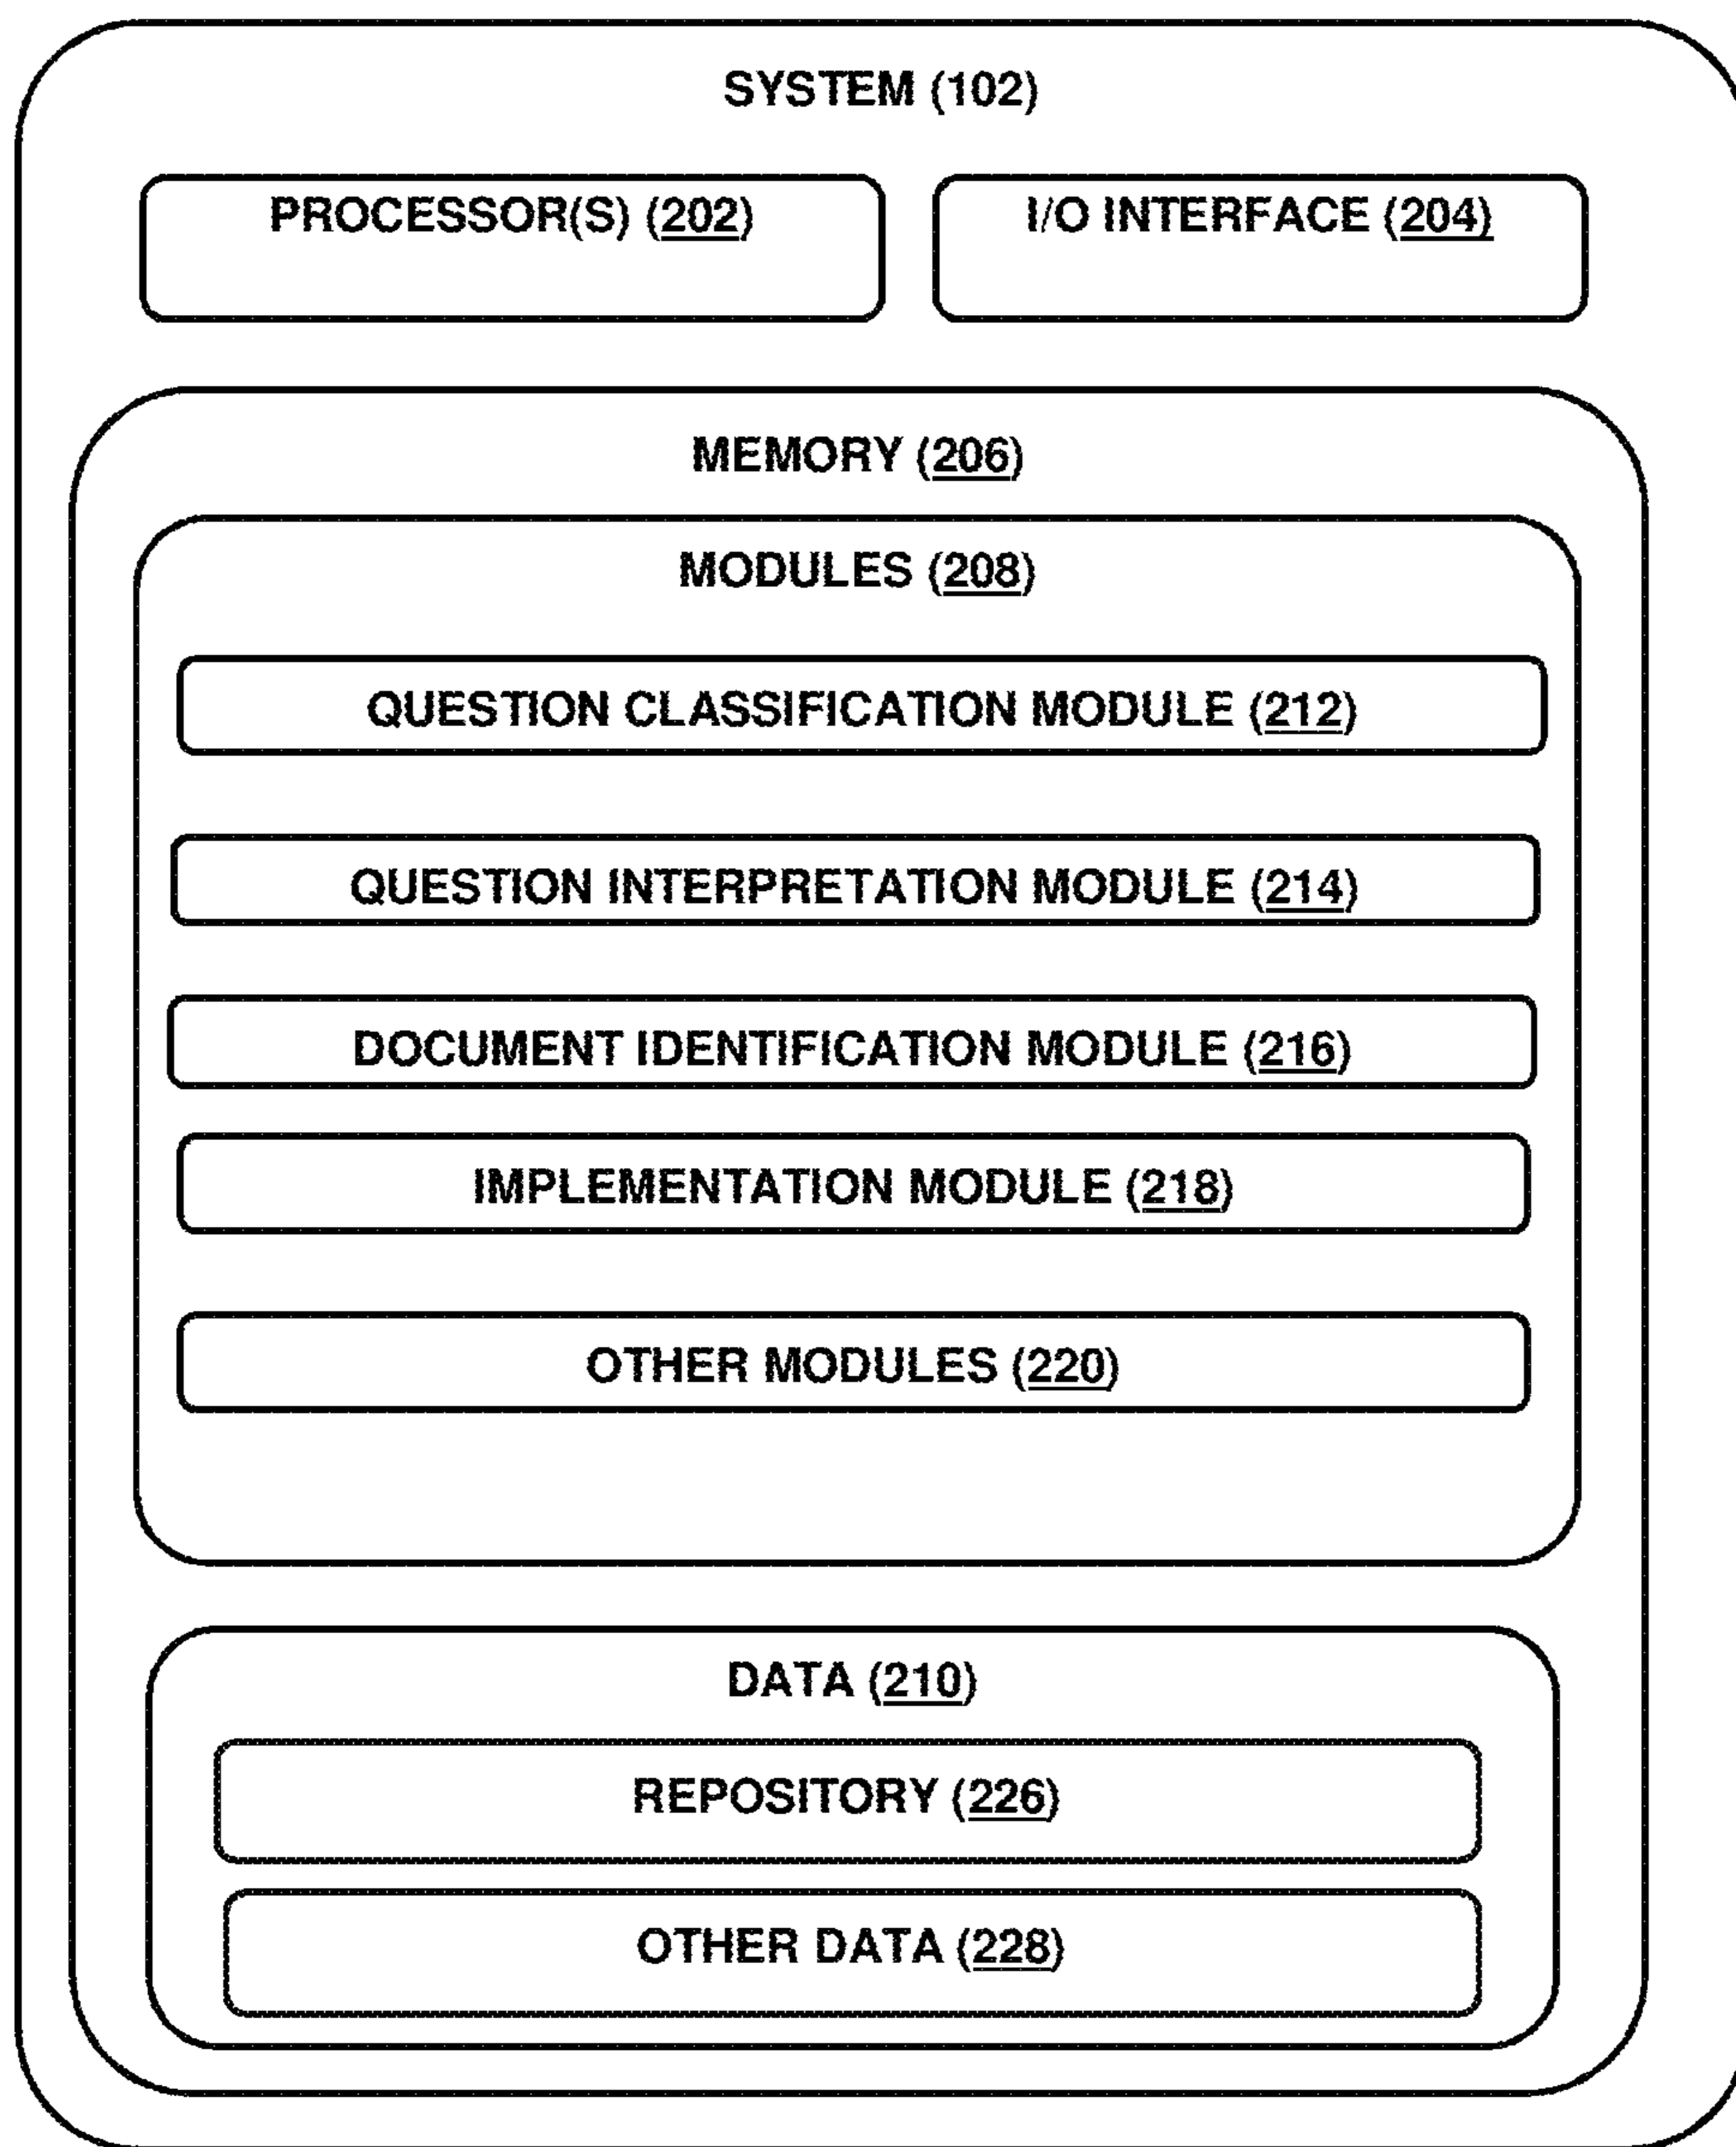 SYSTEM (102)
PROCESSOR(S) (202)
I/O INTERFACE (204)
MEMORY (206)
MODULES (208)
QUESTION CLASSIFICATION MODULE (212)
QUESTION INTERPRETATION MODULE (214)
DOCUMENT IDENTIFICATION MODULE (216)
IMPLEMENTATION MODULE (218)
OTHER MODULES (220)
DATA (210)
REPOSITORY (226)
OTHER DATA (228)